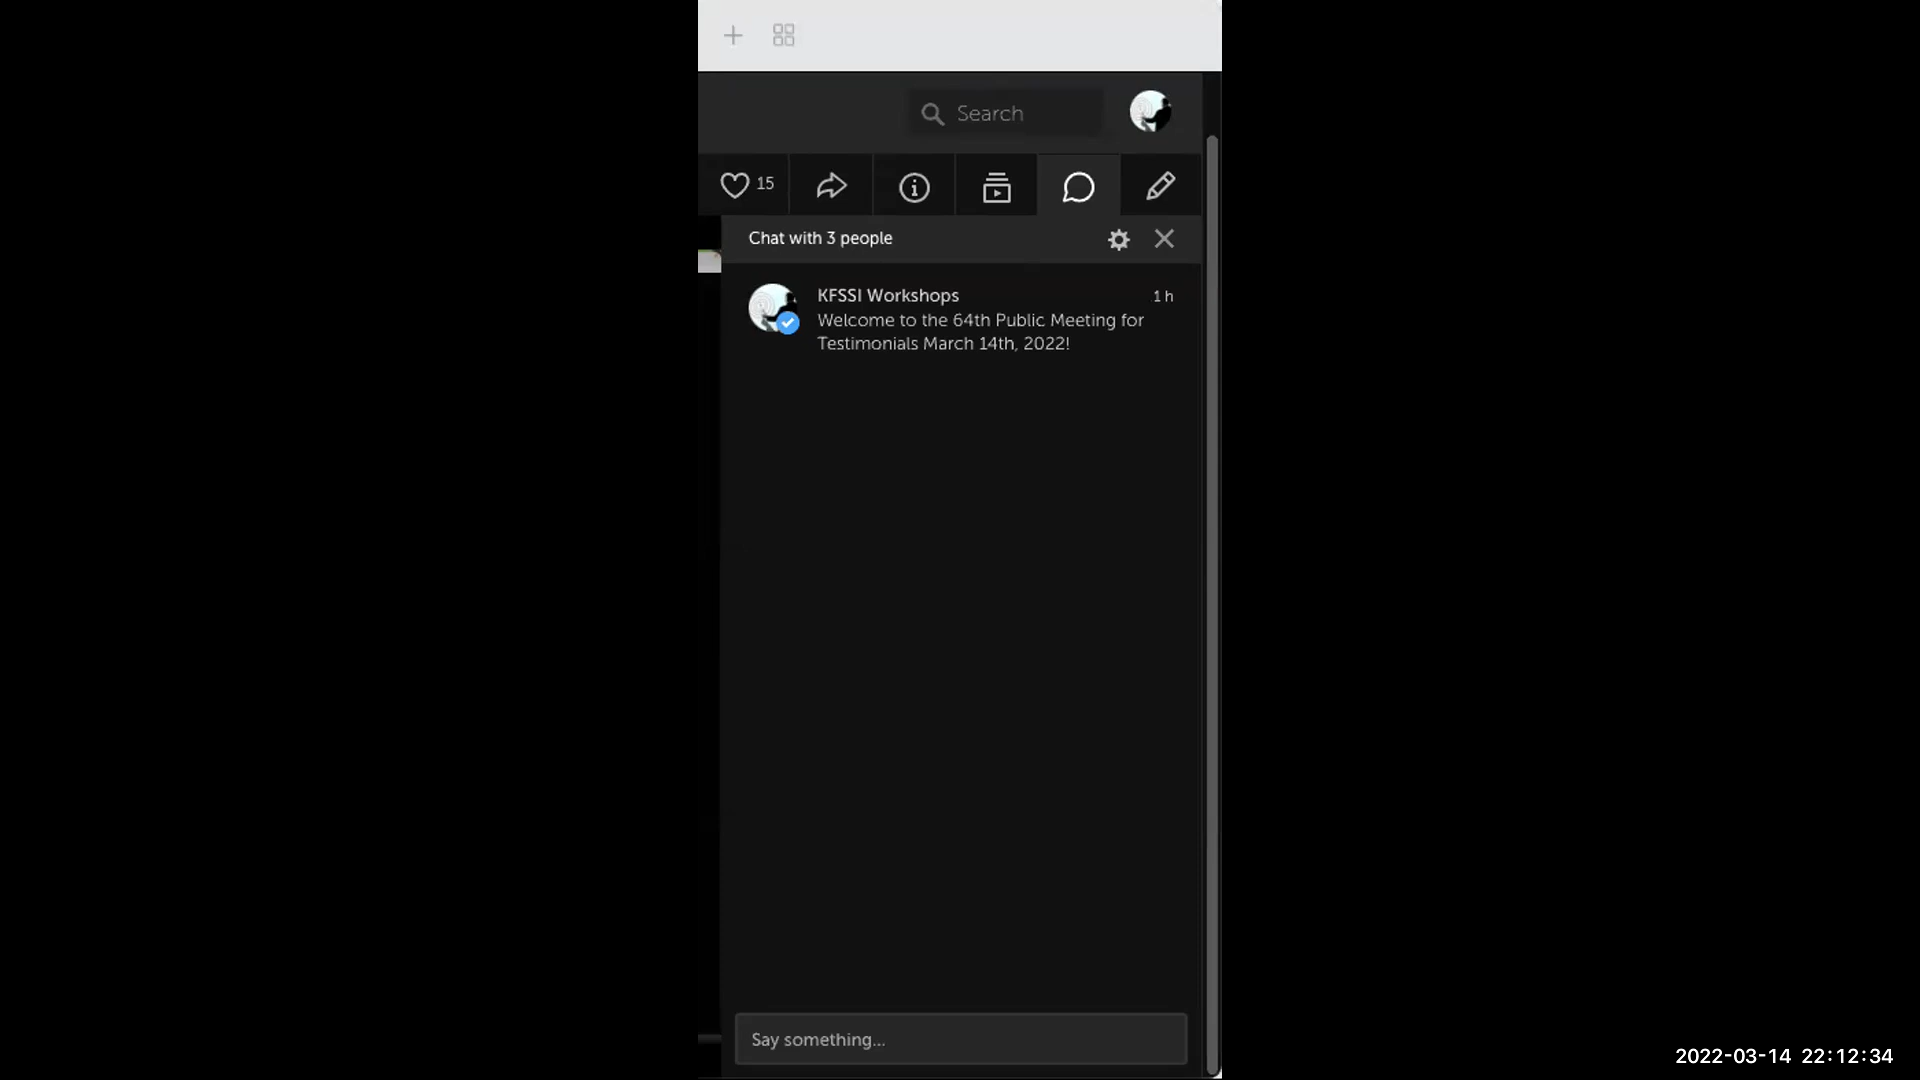 Search
15
Chat with 3 people
KFSSI Workshops
1 h
Welcome to the 64th Public Meeting for
Testimonials March 14th, 2022!
Say something...
2022-03-14 22:12:34